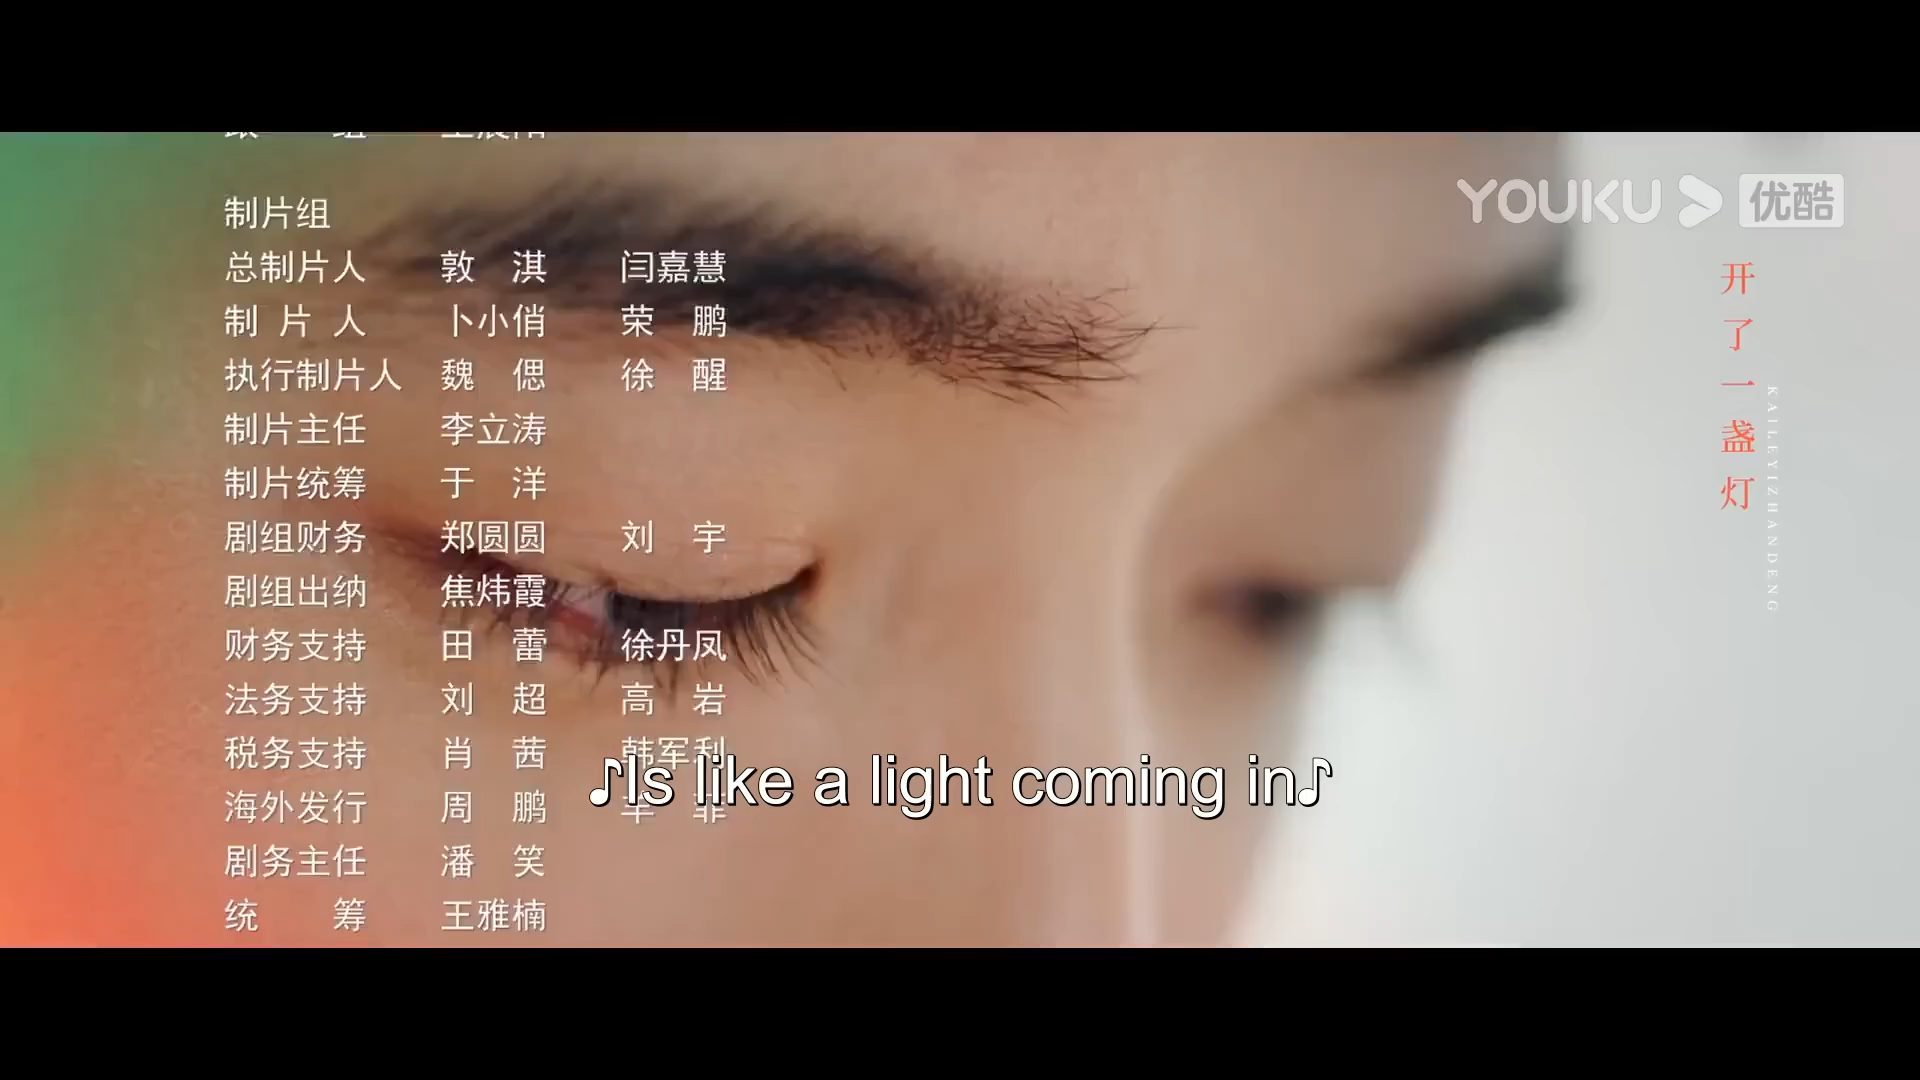 YOUKU 优酷
制片组
总制片人 敦淇 闫嘉慧
制片人 卜小俏 荣鹏
执行制片人 魏偲 徐醒
制片主任 李立涛
制片统筹 于洋
剧组财务 郑圆圆 刘宇
剧组出纳 焦炜霞
财务支持 田蕾 徐丹凤
法务支持 刘超 高岩
税务支持 肖茜 韩军利
海外发行 周鹏
剧务主任 潘笑
统筹 王雅楠
♪Is like a light coming in♪
开了一盏灯
KAILEYIZHANDENG